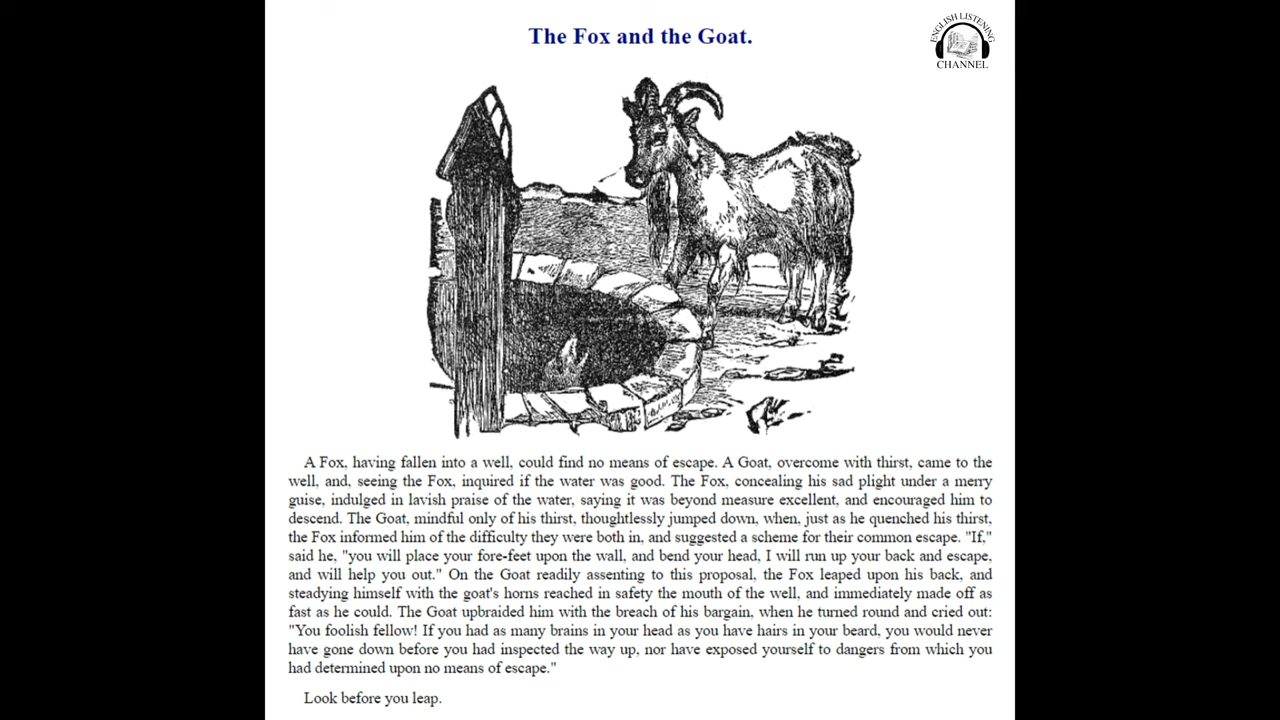 The Fox and the Goat.
ENGLISH LISTENING
CHANNEL
A Fox, having fallen into a well, could find no means of escape. A Goat, overcome with thirst, came to the
well, and, seeing the Fox, inquired if the water was good. The Fox, concealing his sad plight under a merry
guise, indulged in lavish praise of the water, saying it was beyond measure excellent, and encouraged him to
descend. The Goat, mindful only of his thirst, thoughtlessly jumped down, when, just as he quenched his thirst,
the Fox informed him of the difficulty they were both in, and suggested a scheme for their common escape. "If,"
said he, "you will place your fore-feet upon the wall, and bend your head, I will run up your back and escape,
and will help you out." On the Goat readily assenting to this proposal, the Fox leaped upon his back, and
steadying himself with the goat's horns reached in safety the mouth of the well, and immediately made off as
fast as he could. The Goat upbraided him with the breach of his bargain, when he turned round and cried out:
"You foolish fellow! If you had as many brains in your head as you have hairs in your beard, you would never
have gone down before you had inspected the way up, nor have exposed yourself to dangers from which you
had determined upon no means of escape."
Look before you leap.